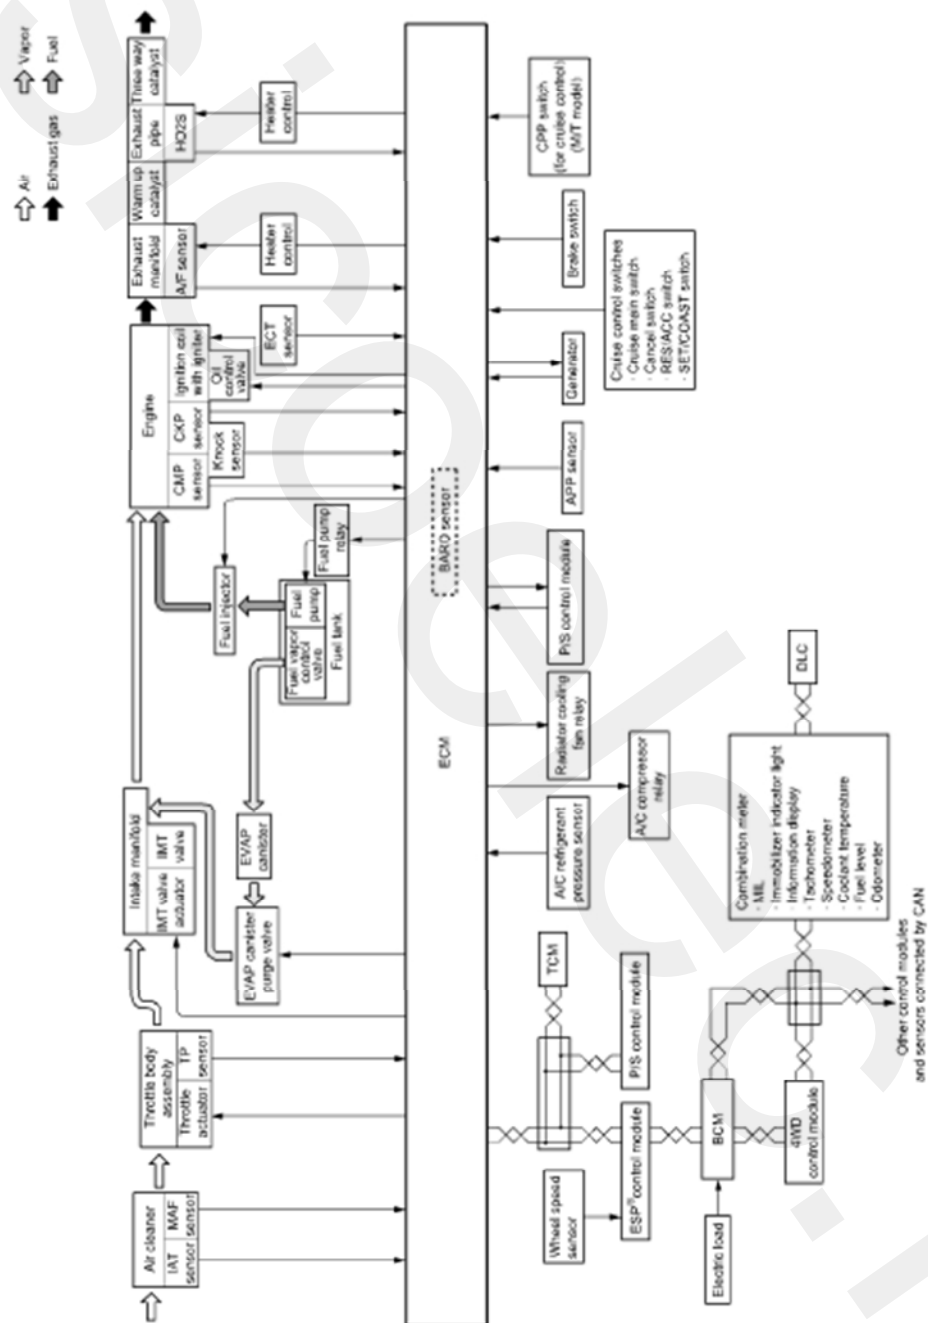 Air
Vapor
Exhaust gas
Fuel
Air cleaner
IAT
sensor
MAF
sensor
Throttle body
assembly
Throttle
actuator
TP
sensor
Intake manifold
IMT valve
actuator
IMT
valve
EVAP canister
purge valve
EVAP
canister
Fuel vapor
control
valve
Fuel
pump
Fuel tank
Fuel injector
Fuel pump
relay
Engine
CMP
sensor
CKP
sensor
Ignition coil
with igniter
Knock
sensor
Oil
control
valve
ECT
sensor
Exhaust
manifold
Warm up
catalyst
Exhaust
pipe
Three way
catalyst
A/F sensor
HO2S
Heater
control
Heater
control
ECM
BARO sensor
Wheel speed
sensor
ESP® control module
TCM
P/S control module
A/C refrigerant
pressure sensor
A/C compressor
relay
Radiator cooling
fan relay
P/S control module
APP sensor
Generator
Cruise control switches
- Cruise main switch
- Cancel switch
- RES/ACC switch
- SET/COAST switch
Brake switch
CPP switch
(for cruise control)
(M/T model)
Electric load
BCM
4WD
control module
Combination meter
- MIL
- Immobilizer indicator light
- Information display
- Tachometer
- Speedometer
- Coolant temperature
- Fuel level
- Odometer
DLC
Other control modules
and sensors connected by CAN